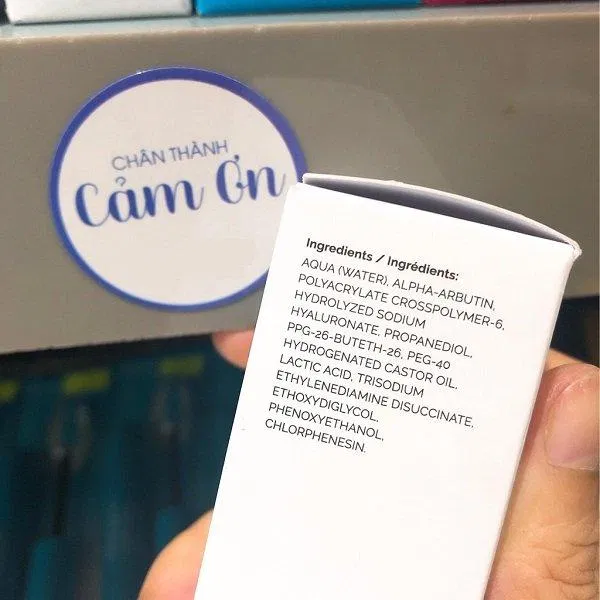 CHÂN THÀNH
Cảm Ơn
Ingredients / Ingrédients:
AQUA (WATER), ALPHA-ARBUTIN,
POLYACRYLATE CROSSPOLYMER-6,
HYDROLYZED SODIUM
HYALURONATE, PROPANEDIOL,
PPG-26-BUTETH-26, PEG-40
HYDROGENATED CASTOR OIL,
LACTIC ACID, TRISODIUM
ETHYLENEDIAMINE DISUCCINATE,
ETHOXYDIGLYCOL,
PHENOXYETHANOL,
CHLORPHENESIN.